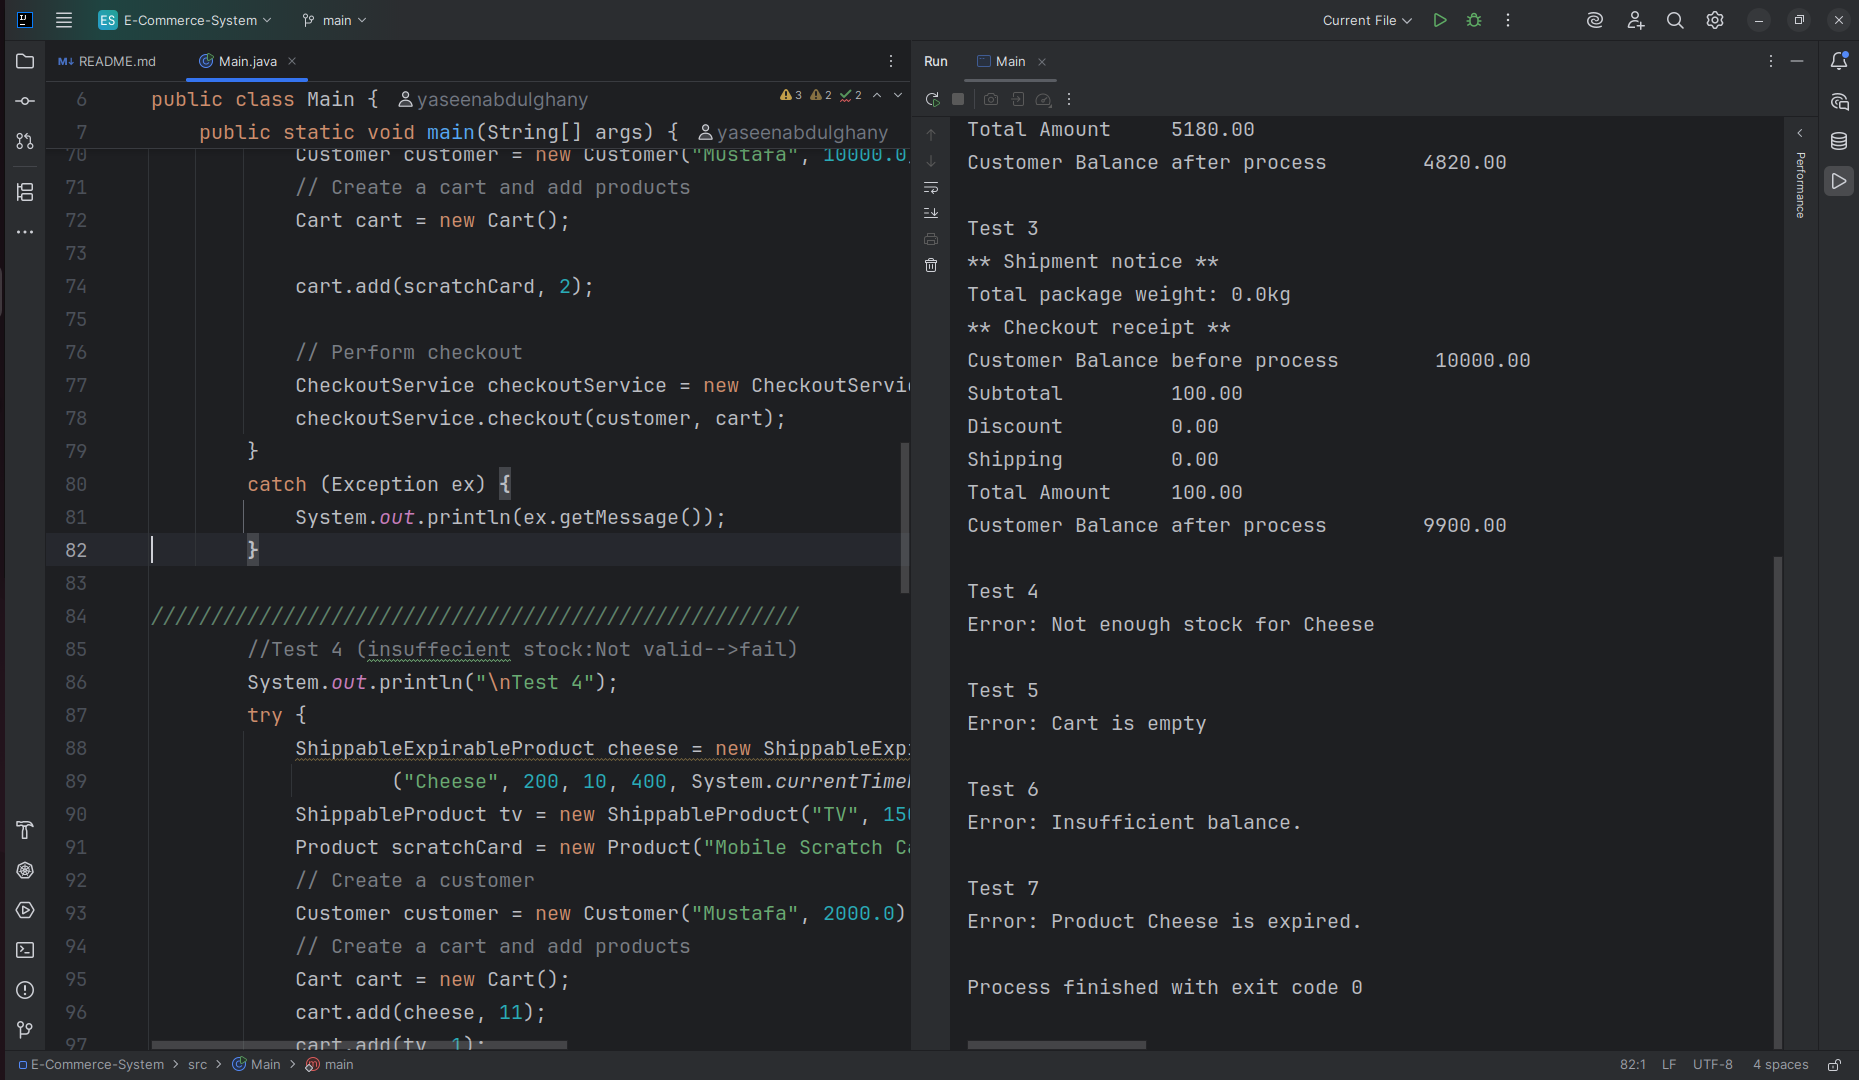 ES E-Commerce-System main Current File
README.md Main.java Run Main
6 public class Main { yaseenabdulghany 3 2 2
7 public static void main(String[] args) { yaseenabdulghany
70 Customer customer = new Customer("Mustafa", 10000.0
71 // Create a cart and add products
72 Cart cart = new Cart();
73
74 cart.add(scratchCard, 2);
75
76 // Perform checkout
77 CheckoutService checkoutService = new CheckoutServi
78 checkoutService.checkout(customer, cart);
79 }
80 catch (Exception ex) {
81 System.out.println(ex.getMessage());
82 }
83
84 //////////////////////////////////////////////////////
85 //Test 4 (insuffecient stock:Not valid-->fail)
86 System.out.println("\nTest 4");
87 try {
88 ShippableExpirableProduct cheese = new ShippableExp
89 ("Cheese", 200, 10, 400, System.currentTime
90 ShippableProduct tv = new ShippableProduct("TV", 150
91 Product scratchCard = new Product("Mobile Scratch Ca
92 // Create a customer
93 Customer customer = new Customer("Mustafa", 2000.0)
94 // Create a cart and add products
95 Cart cart = new Cart();
96 cart.add(cheese, 11);
97 cart.add(tv, 1);
Total Amount 5180.00
Customer Balance after process 4820.00
Test 3
** Shipment notice **
Total package weight: 0.0kg
** Checkout receipt **
Customer Balance before process 10000.00
Subtotal 100.00
Discount 0.00
Shipping 0.00
Total Amount 100.00
Customer Balance after process 9900.00
Test 4
Error: Not enough stock for Cheese
Test 5
Error: Cart is empty
Test 6
Error: Insufficient balance.
Test 7
Error: Product Cheese is expired.
Process finished with exit code 0
Performance
E-Commerce-System > src > Main > main 82:1 LF UTF-8 4 spaces